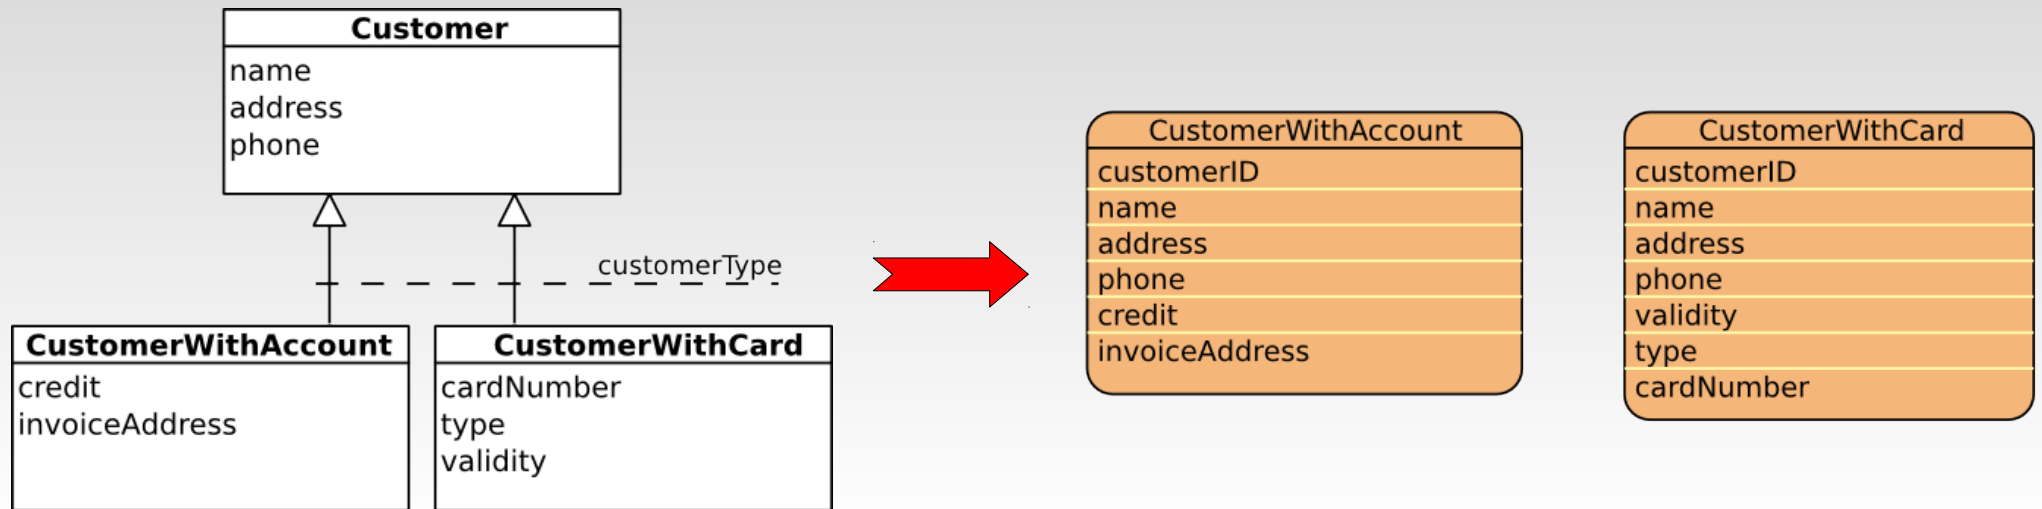 Customer
name
address
phone
customerType
CustomerWithAccount
credit
invoiceAddress
CustomerWithCard
cardNumber
type
validity
CustomerWithAccount
customerID
name
address
phone
credit
invoiceAddress
CustomerWithCard
customerID
name
address
phone
validity
type
cardNumber